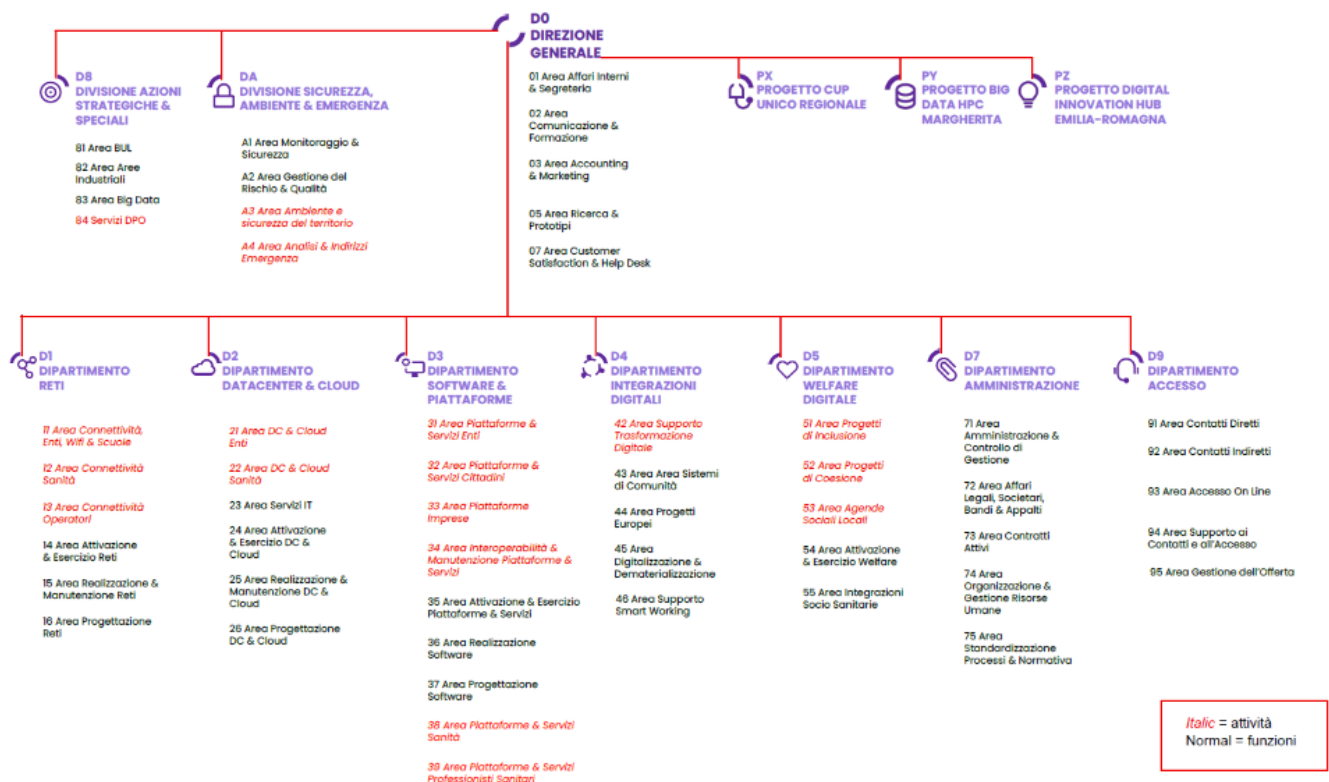 D0
DIREZIONE
GENERALE
01 Area Affari Interni
& Segreteria
02 Area
Comunicazione &
Formazione
03 Area Accounting
& Marketing
05 Area Ricerca &
Prototipi
07 Area Customer
Satisfaction & Help Desk
D8
DIVISIONE AZIONI
STRATEGICHE &
SPECIALI
81 Area BUL
82 Area Aree
Industriali
83 Area Big Data
84 Servizi DPO
DA
DIVISIONE SICUREZZA,
AMBIENTE & EMERGENZA
A1 Area Monitoraggio &
Sicurezza
A2 Area Gestione del
Rischio & Qualità
A3 Area Ambiente e
sicurezza del territorio
A4 Area Analisi & Indirizzi
Emergenza
PX
PROGETTO CUP
UNICO REGIONALE
PY
PROGETTO BIG
DATA HPC
MARGHERITA
PZ
PROGETTO DIGITAL
INNOVATION HUB
EMILIA-ROMAGNA
D1
DIPARTIMENTO
RETI
11 Area Connettività,
Enti, Wifi & Scuole
12 Area Connettività
Sanità
13 Area Connettività
Operatori
14 Area Attivazione
& Esercizio Reti
15 Area Realizzazione &
Manutenzione Reti
16 Area Progettazione
Reti
D2
DIPARTIMENTO
DATACENTER & CLOUD
21 Area DC & Cloud
Enti
22 Area DC & Cloud
Sanità
23 Area Servizi IT
24 Area Attivazione
& Esercizio DC &
Cloud
25 Area Realizzazione &
Manutenzione DC &
Cloud
26 Area Progettazione
DC & Cloud
D3
DIPARTIMENTO
SOFTWARE &
PIATTAFORME
31 Area Piattaforme &
Servizi Enti
32 Area Piattaforme &
Servizi Cittadini
33 Area Piattaforme
Imprese
34 Area Interoperabilità &
Manutenzione Piattaforme &
Servizi
35 Area Attivazione & Esercizio
Piattaforme & Servizi
36 Area Realizzazione
Software
37 Area Progettazione
Software
38 Area Piattaforme & Servizi
Sanità
39 Area Piattaforme & Servizi
Professionisti Sanitari
D4
DIPARTIMENTO
INTEGRAZIONI
DIGITALI
42 Area Supporto
Trasformazione
Digitale
43 Area Area Sistemi
di Comunità
44 Area Progetti
Europei
45 Area
Digitalizzazione &
Dematerializzazione
46 Area Supporto
Smart Working
D5
DIPARTIMENTO
WELFARE
DIGITALE
51 Area Progetti
di Inclusione
52 Area Progetti
di Coesione
53 Area Agende
Sociali Locali
54 Area Attivazione
& Esercizio Welfare
55 Area Integrazioni
Socio Sanitarie
D7
DIPARTIMENTO
AMMINISTRAZIONE
71 Area
Amministrazione &
Controllo di
Gestione
72 Area Affari
Legali, Societari,
Bandi & Appalti
73 Area Contratti
Attivi
74 Area
Organizzazione &
Gestione Risorse
Umane
75 Area
Standardizzazione
Processi & Normativa
D9
DIPARTIMENTO
ACCESSO
91 Area Contatti Diretti
92 Area Contatti Indiretti
93 Area Accesso On Line
94 Area Supporto ai
Contatti e all'Accesso
95 Area Gestione dell'Offerta
Italic = attività
Normal = funzioni